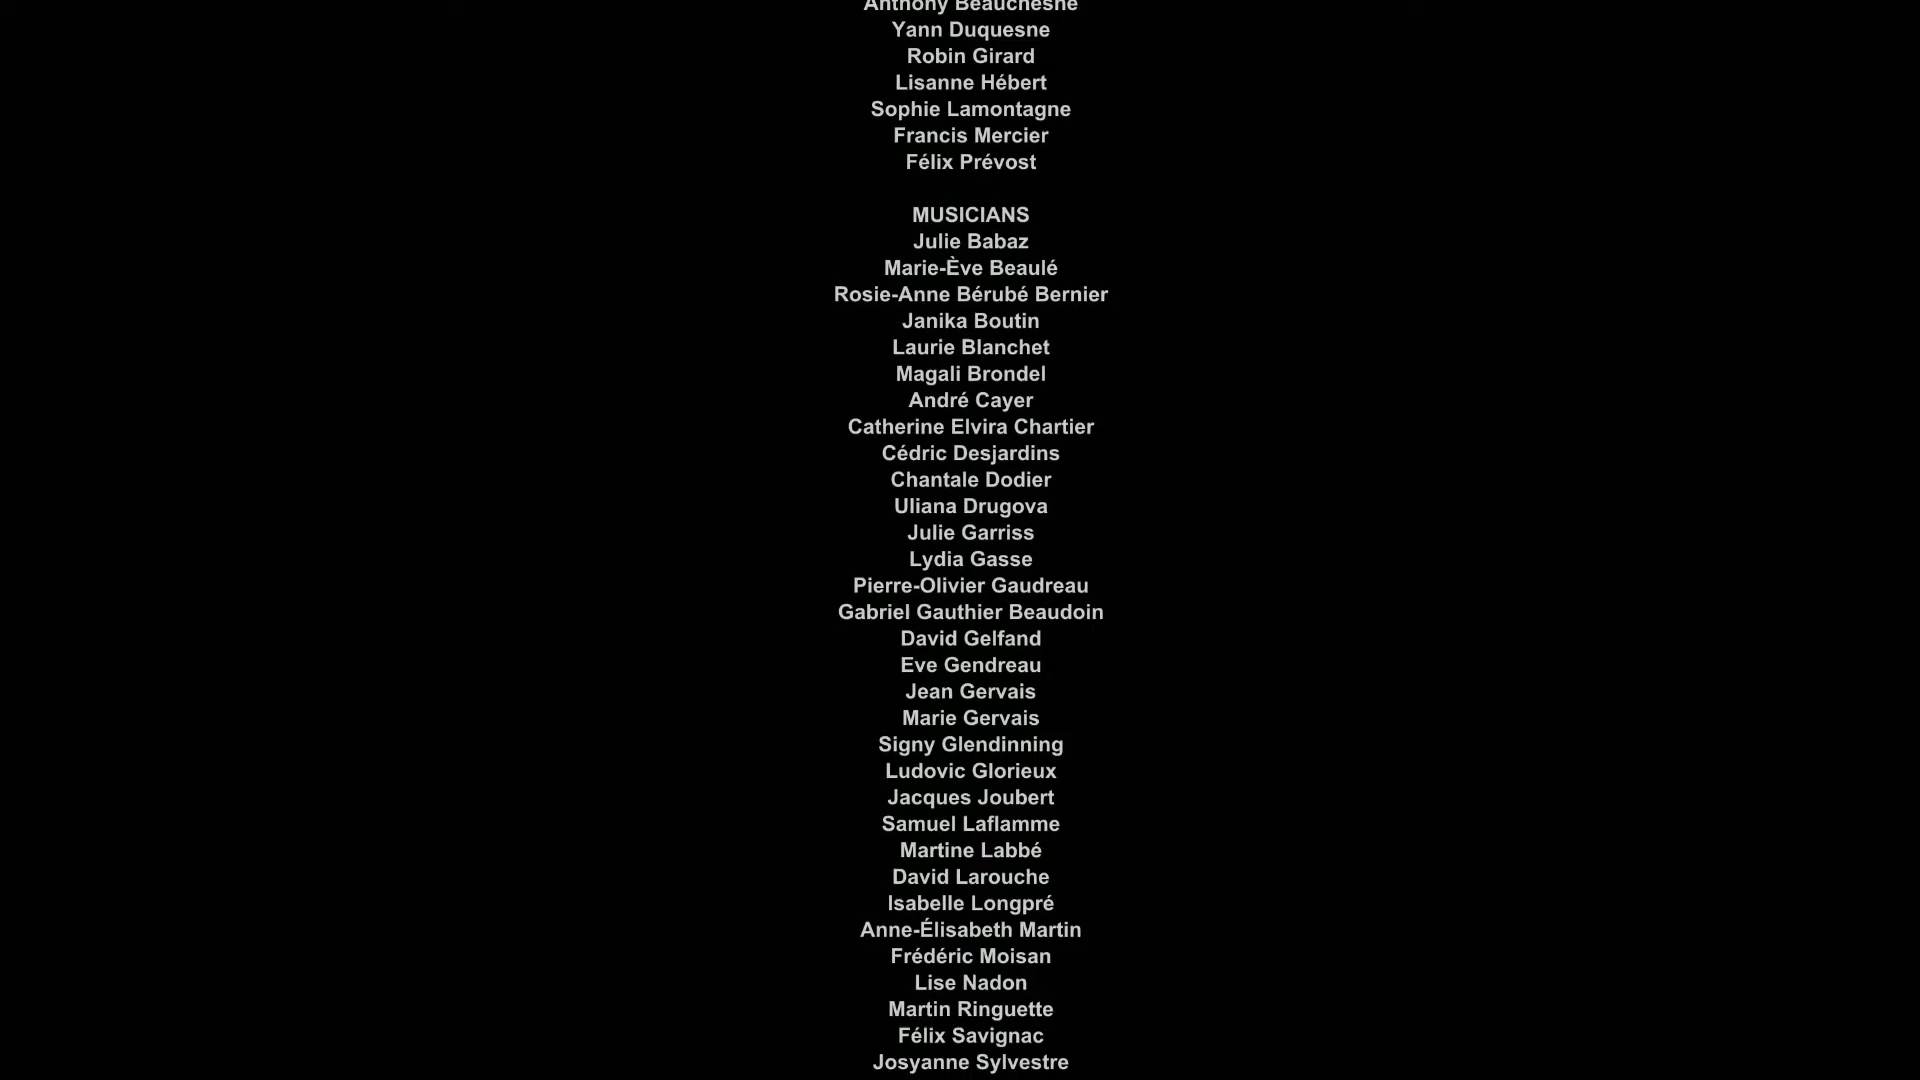 Anthony Beauchesne
Yann Duquesne
Robin Girard
Lisanne Hébert
Sophie Lamontagne
Francis Mercier
Félix Prévost
MUSICIANS
Julie Babaz
Marie-Ève Beaulé
Rosie-Anne Bérubé Bernier
Janika Boutin
Laurie Blanchet
Magali Brondel
André Cayer
Catherine Elvira Chartier
Cédric Desjardins
Chantale Dodier
Uliana Drugova
Julie Garriss
Lydia Gasse
Pierre-Olivier Gaudreau
Gabriel Gauthier Beaudoin
David Gelfand
Eve Gendreau
Jean Gervais
Marie Gervais
Signy Glendinning
Ludovic Glorieux
Jacques Joubert
Samuel Laflamme
Martine Labbé
David Larouche
Isabelle Longpré
Anne-Élisabeth Martin
Frédéric Moisan
Lise Nadon
Martin Ringuette
Félix Savignac
Josyanne Sylvestre